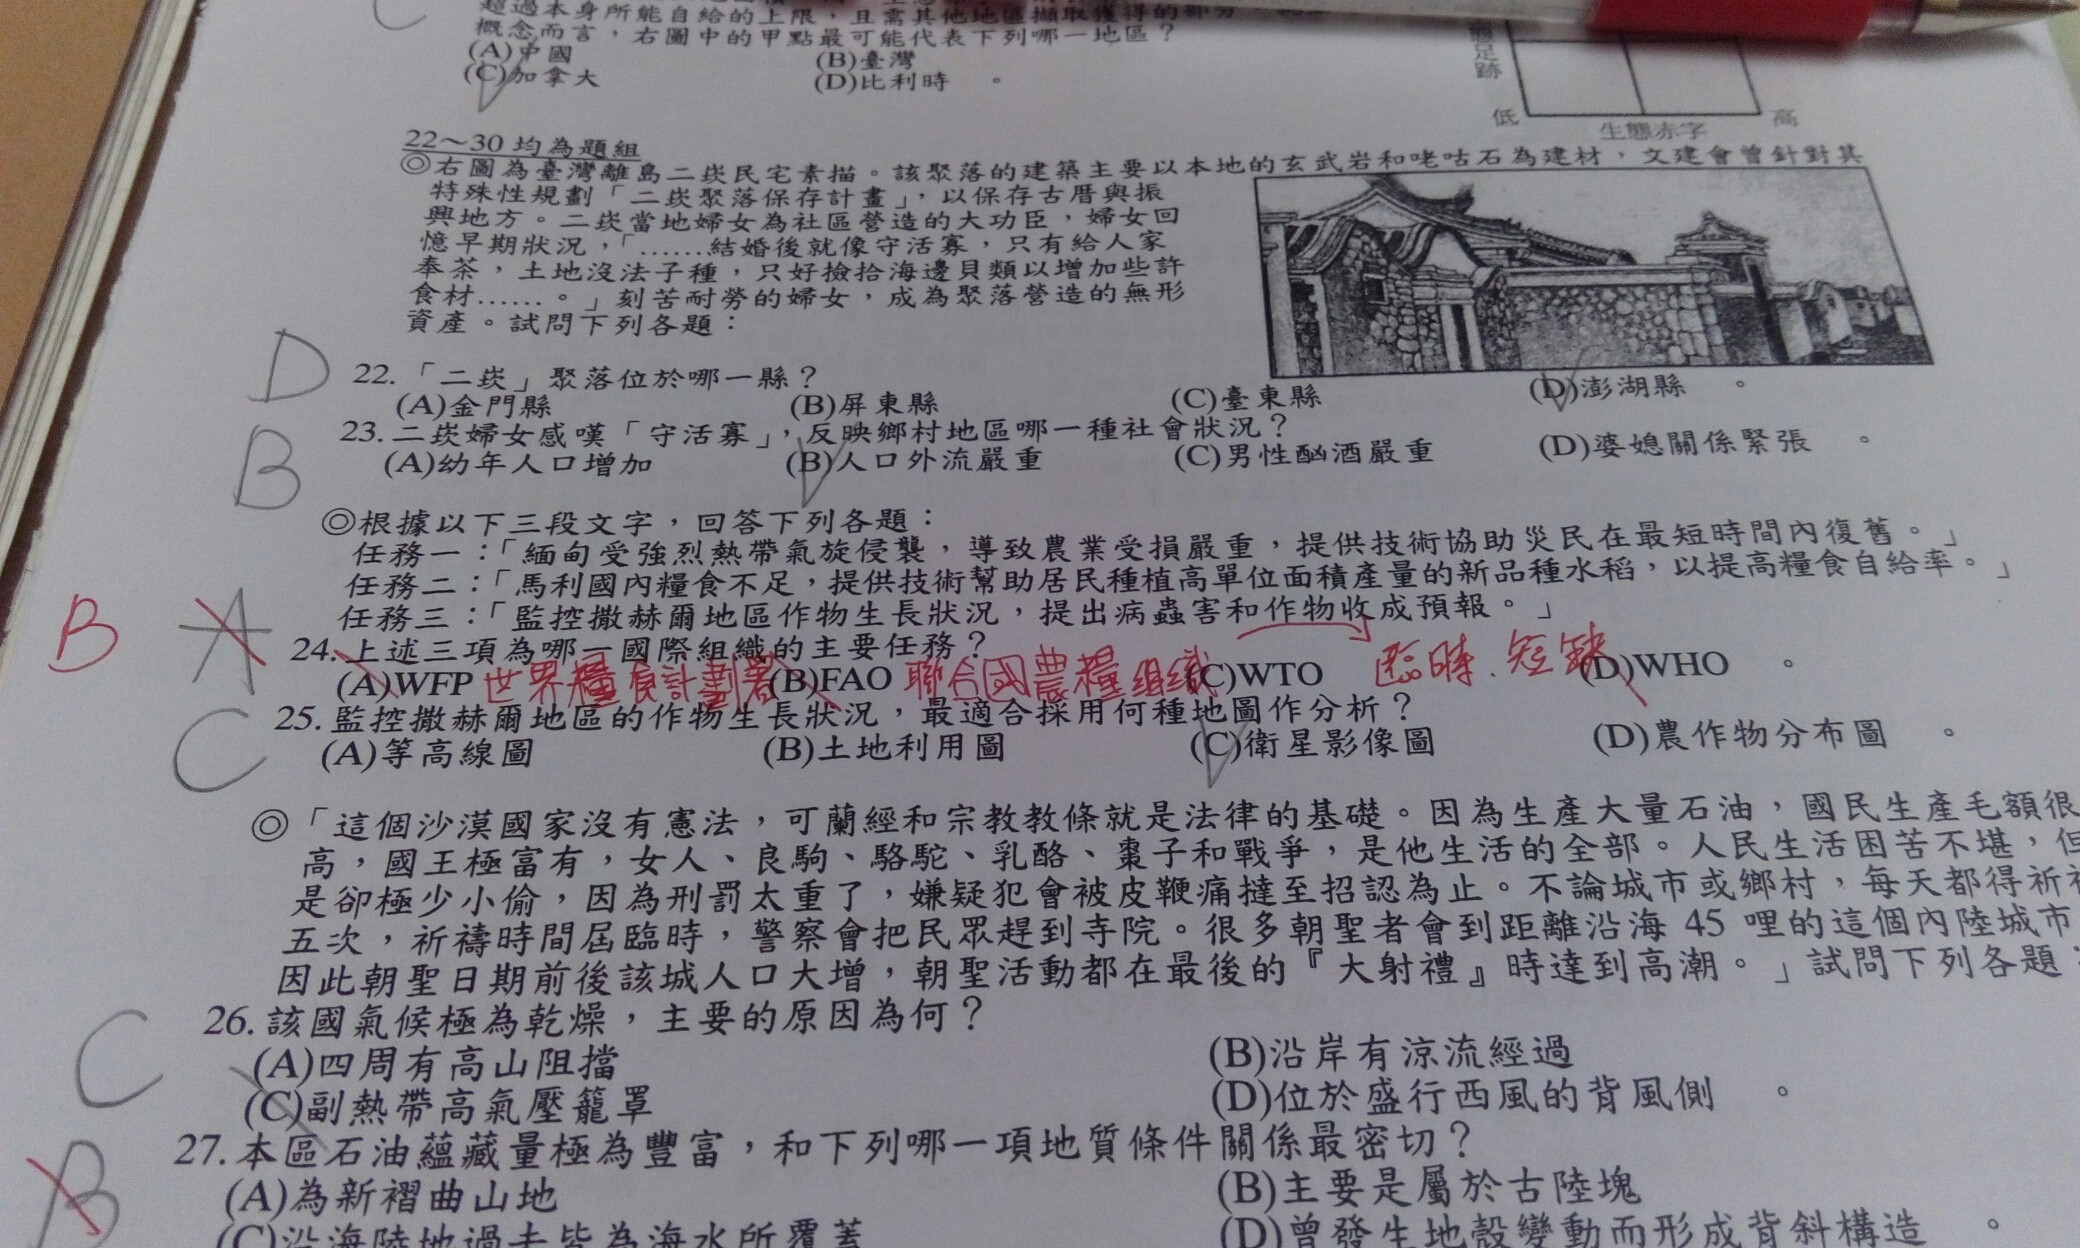 超過本身所能自給的上限，且需其他地區擷取獲得的部分
概念而言，右圖中的甲點最可能代表下列哪一地區？
(A)中國 (B)臺灣
(C)加拿大 (D)比利時 。
足跡
低 高
生態赤字
22～30 均為題組
◎右圖為臺灣離島二崁民宅素描。該聚落的建築主要以本地的玄武岩和咾咕石為建材，文建會曾針對其
特殊性規劃「二崁聚落保存計畫」，以保存古厝與振
興地方。二崁當地婦女為社區營造的大功臣，婦女回
憶早期狀況，「.......結婚後就像守活寡，只有給人家
奉茶，土地沒法子種，只好撿拾海邊貝類以增加些許
食材......。」刻苦耐勞的婦女，成為聚落營造的無形
資產。試問下列各題：
D 22.「二崁」聚落位於哪一縣？
(A)金門縣 (B)屏東縣 (C)臺東縣 (D)澎湖縣 。
B 23.二崁婦女感嘆「守活寡」，反映鄉村地區哪一種社會狀況？
(A)幼年人口增加 (B)人口外流嚴重 (C)男性酗酒嚴重 (D)婆媳關係緊張 。
◎根據以下三段文字，回答下列各題：
任務一：「緬甸受強烈熱帶氣旋侵襲，導致農業受損嚴重，提供技術協助災民在最短時間內復舊。」
任務二：「馬利國內糧食不足，提供技術幫助居民種植高單位面積產量的新品種水稻，以提高糧食自給率。」
任務三：「監控撒赫爾地區作物生長狀況，提出病蟲害和作物收成預報。」
B A 24.上述三項為哪一國際組織的主要任務？
(A)WFP 世界糧食計劃署 (B)FAO 聯合國農糧組織 (C)WTO 臨時．短缺 (D)WHO 。
C 25.監控撒赫爾地區的作物生長狀況，最適合採用何種地圖作分析？
(A)等高線圖 (B)土地利用圖 (C)衛星影像圖 (D)農作物分布圖 。
◎「這個沙漠國家沒有憲法，可蘭經和宗教教條就是法律的基礎。因為生產大量石油，國民生產毛額很
高，國王極富有，女人、良駒、駱駝、乳酪、棗子和戰爭，是他生活的全部。人民生活困苦不堪，但
是卻極少小偷，因為刑罰太重了，嫌疑犯會被皮鞭痛撻至招認為止。不論城市或鄉村，每天都得祈
五次，祈禱時間屆臨時，警察會把民眾趕到寺院。很多朝聖者會到距離沿海 45 哩的這個內陸城市
因此朝聖日期前後該城人口大增，朝聖活動都在最後的『大射禮』時達到高潮。」試問下列各題：
C 26.該國氣候極為乾燥，主要的原因為何？
(A)四周有高山阻擋 (B)沿岸有涼流經過
(C)副熱帶高氣壓籠罩 (D)位於盛行西風的背風側 。
B 27.本區石油蘊藏量極為豐富，和下列哪一項地質條件關係最密切？
(A)為新褶曲山地 (B)主要是屬於古陸塊
(C)沿海陸地過去皆為海水所覆蓋 (D)曾發生地殼變動而形成背斜構造 。